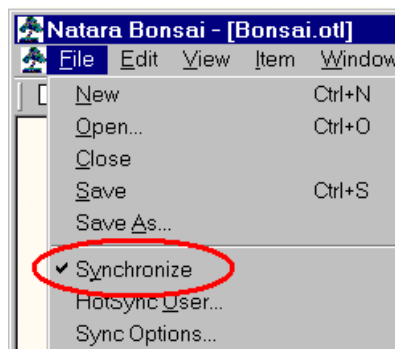 Natara Bonsai - [Bonsai.otl]
File Edit View Item Window
New Ctrl+N
Open... Ctrl+O
Close
Save Ctrl+S
Save As...
Synchronize
HotSync User...
Sync Options...